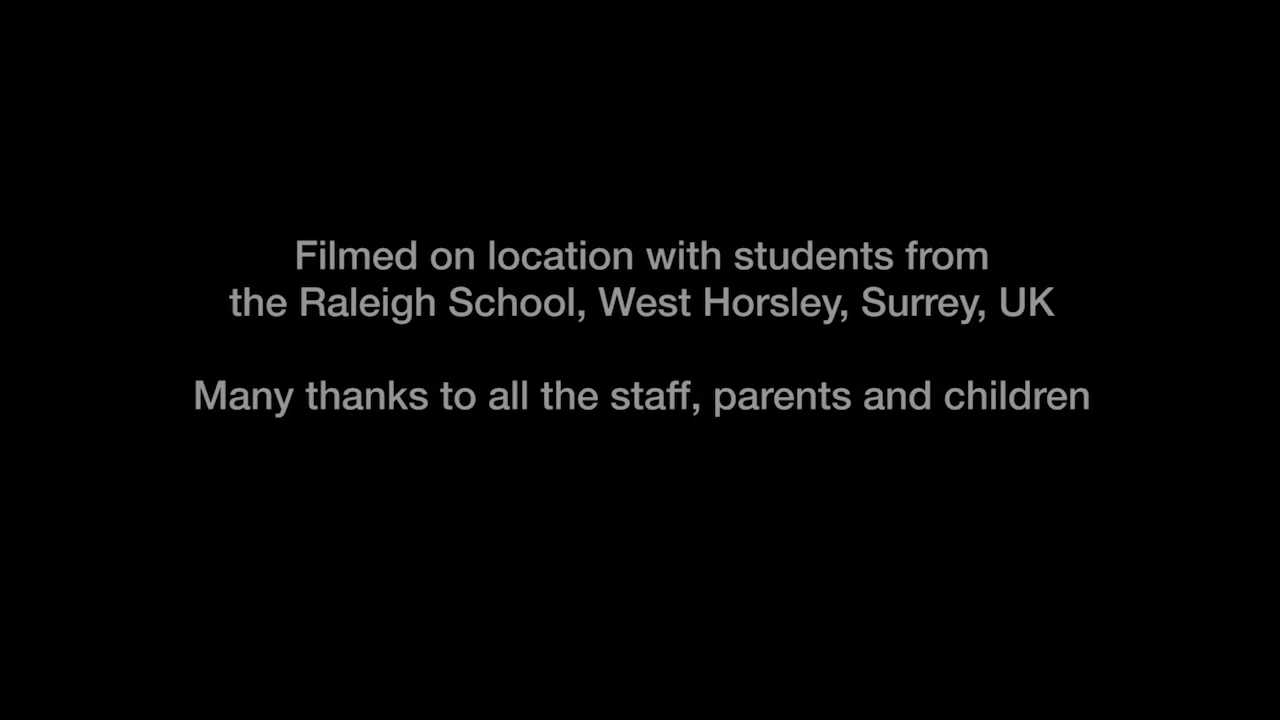 Filmed on location with students from
the Raleigh School, West Horsley, Surrey, UK
Many thanks to all the staff, parents and children